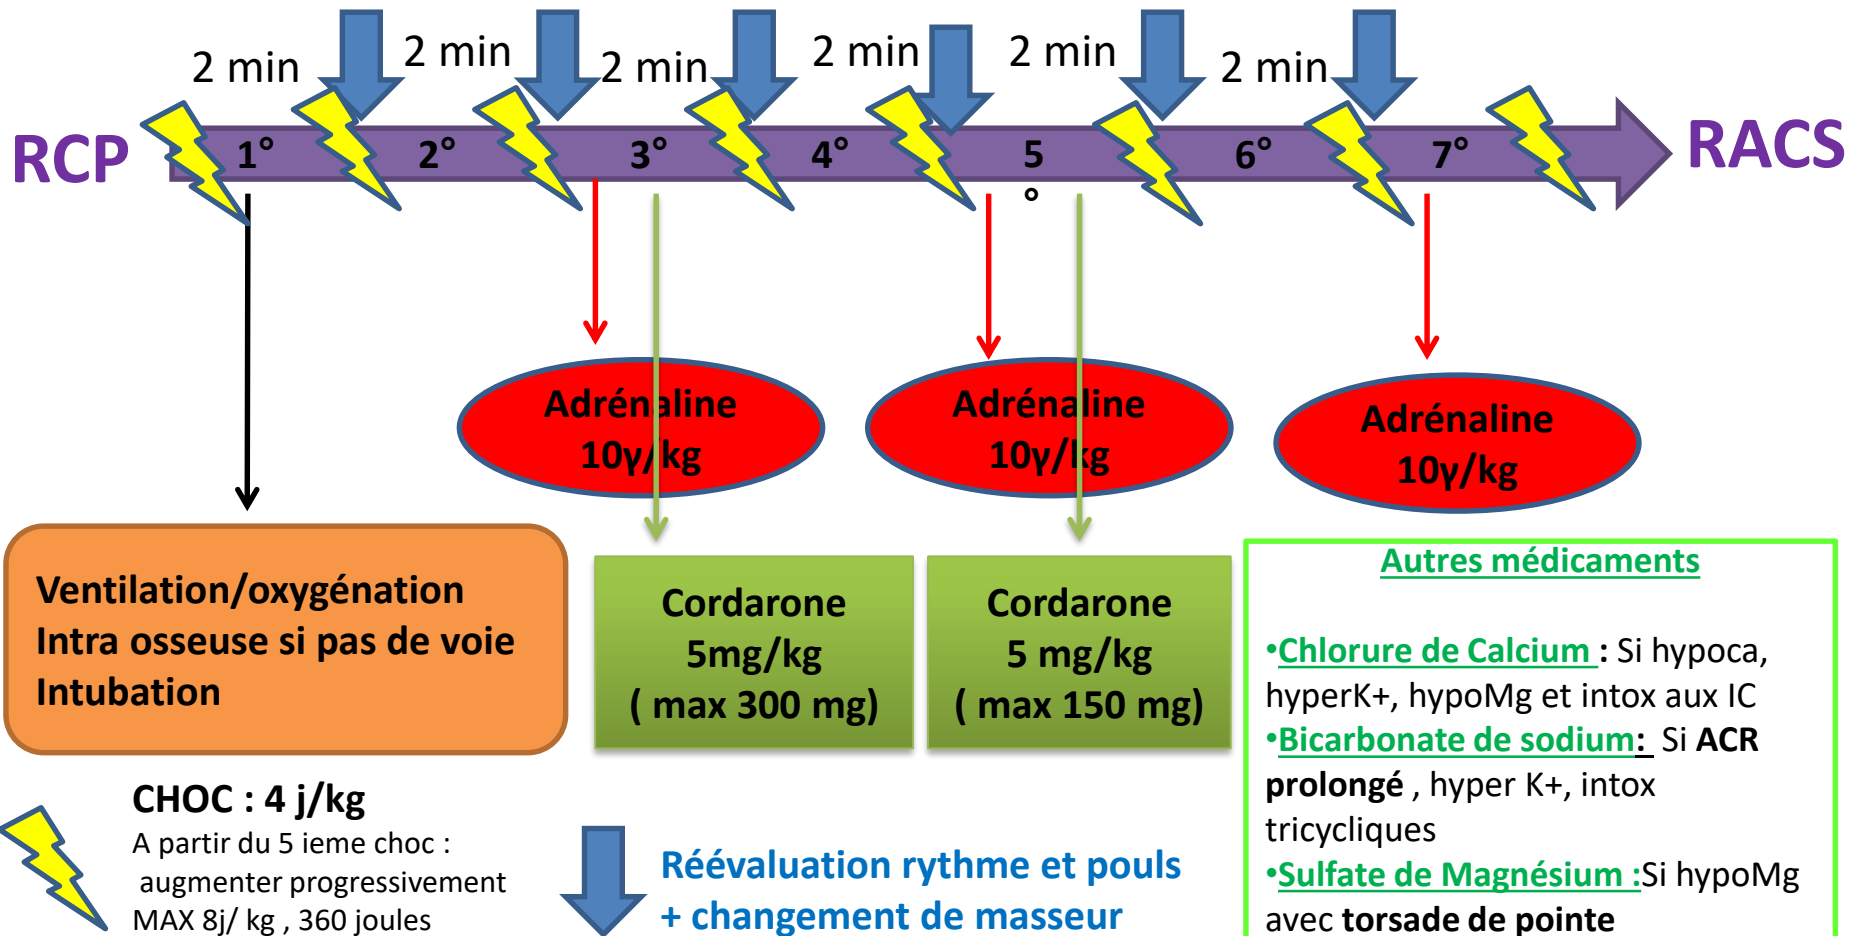 2 min
2 min
2 min
2 min
2 min
2 min
RCP
1°
2°
3°
4°
5
°
6°
7°
RACS
Adrénaline
10γ/kg
Adrénaline
10γ/kg
Adrénaline
10γ/kg
Ventilation/oxygénation
Intra osseuse si pas de voie
Intubation
Cordarone
5mg/kg
( max 300 mg)
Cordarone
5 mg/kg
( max 150 mg)
Autres médicaments
•Chlorure de Calcium : Si hypoca,
hyperK+, hypoMg et intox aux IC
•Bicarbonate de sodium: Si ACR
prolongé , hyper K+, intox
tricycliques
•Sulfate de Magnésium :Si hypoMg
avec torsade de pointe
CHOC : 4 j/kg
A partir du 5 ieme choc :
augmenter progressivement
MAX 8j/ kg , 360 joules
Réévaluation rythme et pouls
+ changement de masseur